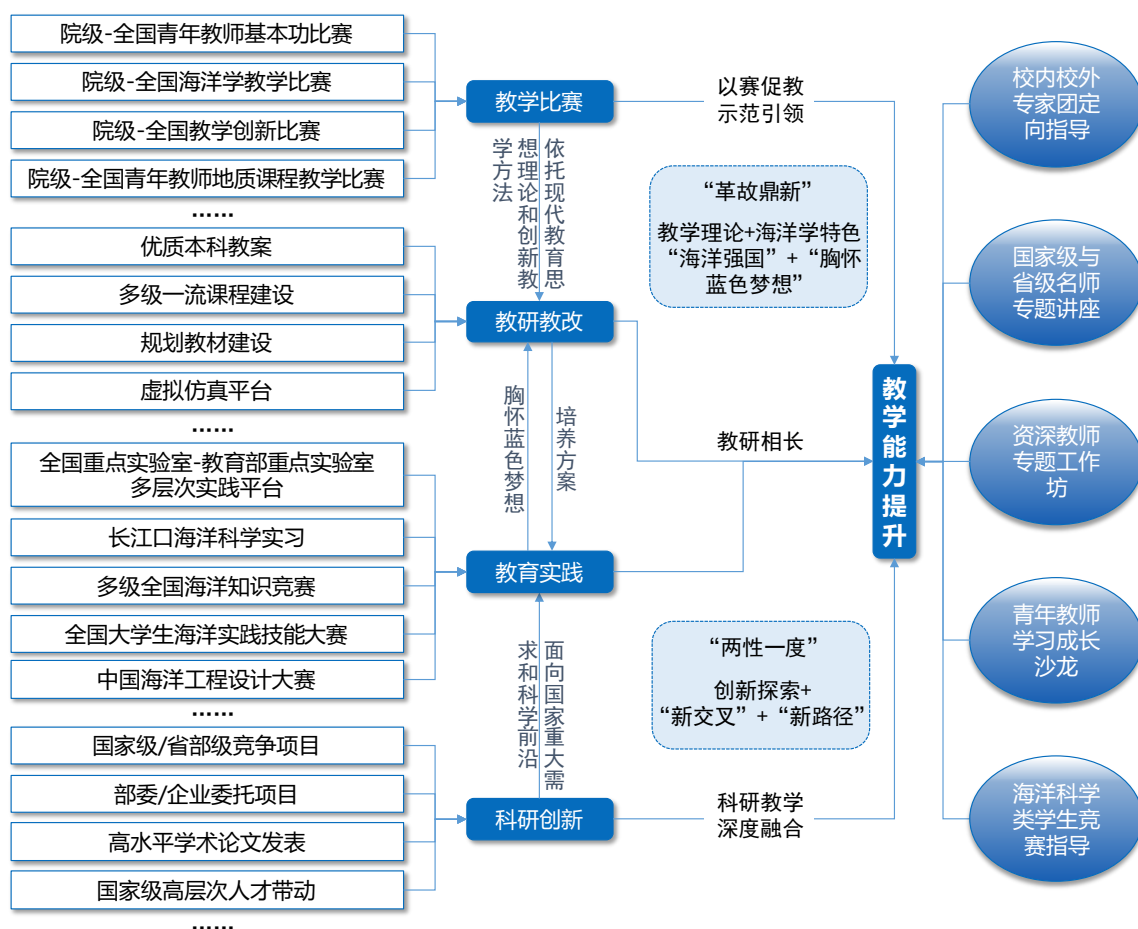 院级-全国青年教师基本功比赛
院级-全国海洋学教学比赛
院级-全国教学创新比赛
院级-全国青年教师地质课程教学比赛
……
优质本科教案
多级一流课程建设
规划教材建设
虚拟仿真平台
……
全国重点实验室-教育部重点实验室
多层次实践平台
长江口海洋科学实习
多级全国海洋知识竞赛
全国大学生海洋实践技能大赛
中国海洋工程设计大赛
……
国家级/省部级竞争项目
部委/企业委托项目
高水平学术论文发表
国家级高层次人才带动
……
教学比赛
依托现代教育思
想理论和创新教
学方法
教研教改
胸怀蓝色梦想
培养方案
教育实践
面向国家重大需
求和科学前沿
科研创新
以赛促教
示范引领
“革故鼎新”
教学理论+海洋学特色
“海洋强国” + “胸怀
蓝色梦想”
教研相长
“两性一度”
创新探索+
“新交叉” + “新路径”
科研教学
深度融合
教学能力提升
校内校外
专家团定
向指导
国家级与
省级名师
专题讲座
资深教师
专题工作
坊
青年教师
学习成长
沙龙
海洋科学
类学生竞
赛指导